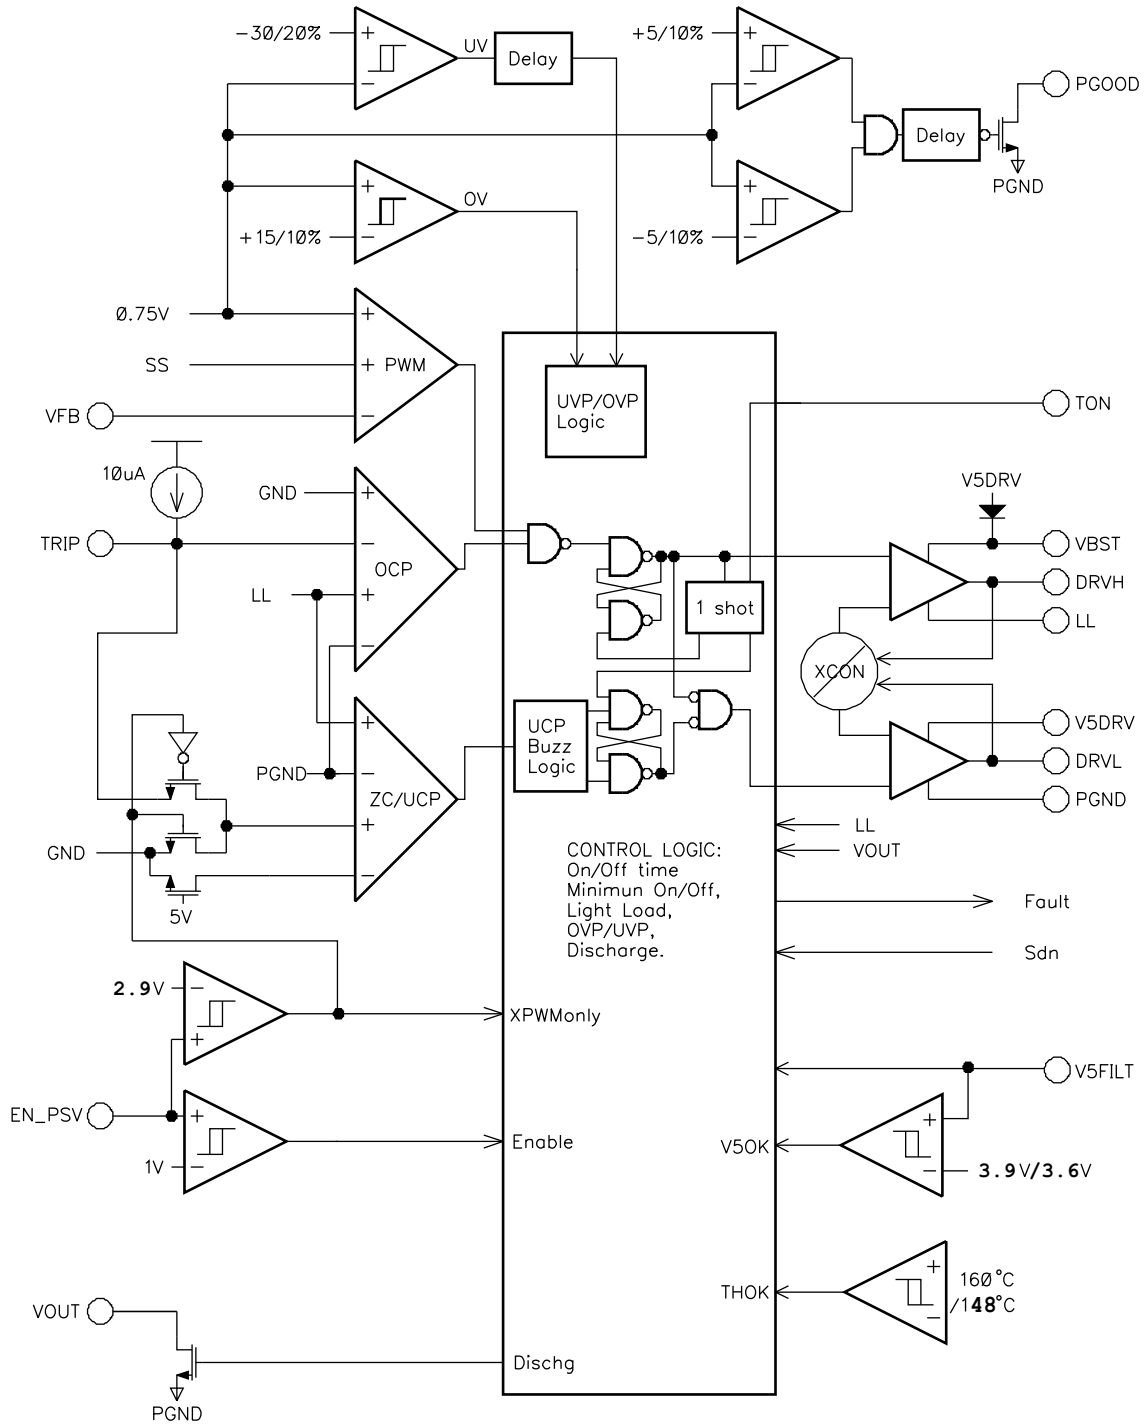 -30/20%
+
-
UV
Delay
+5/10%
+
-
PGOOD
Delay
PGND
+
-
OV
+15/10%
+
-
-5/10%
0.75V
+
SS
+
PWM
VFB
-
UVP/OVP
Logic
TON
10uA
GND
+
V5DRV
TRIP
-
VBST
OCP
DRVH
LL
+
1 shot
LL
-
XCON
+
UCP
Buzz
Logic
V5DRV
PGND
-
DRVL
ZC/UCP
PGND
+
LL
GND
VOUT
-
5V
CONTROL LOGIC:
On/Off time
Minimun On/Off,
Light Load,
OVP/UVP,
Discharge.
Fault
Sdn
2.9V
-
+
XPWMonly
V5FILT
EN_PSV
+
1V
-
Enable
V5OK
+
-
3.9V/3.6V
THOK
+
-
160°C
/148°C
VOUT
Dischg
PGND